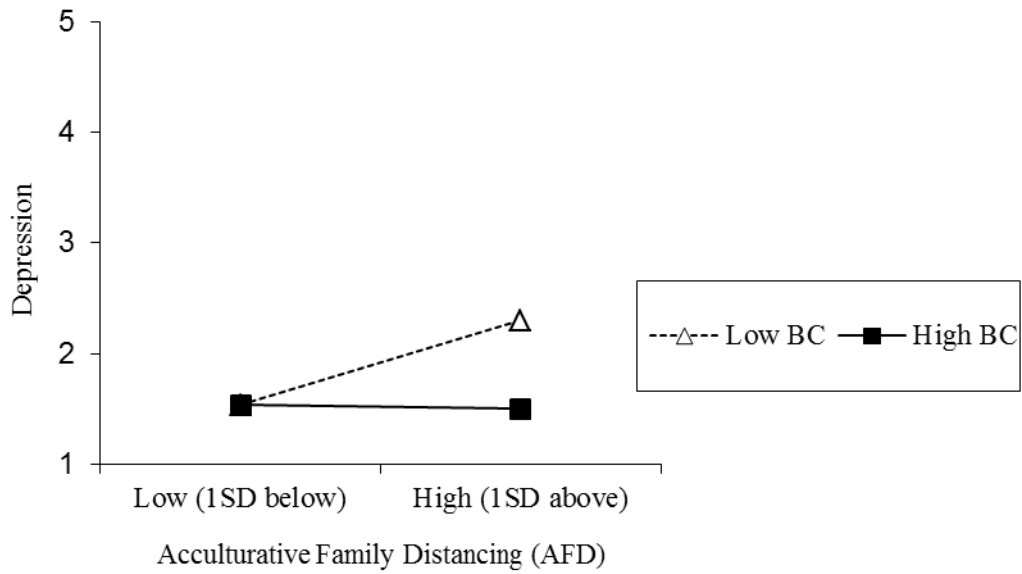 5
4
3
2
1
Depression
Low (1SD below)
High (1SD above)
Acculturative Family Distancing (AFD)
Low BC
High BC